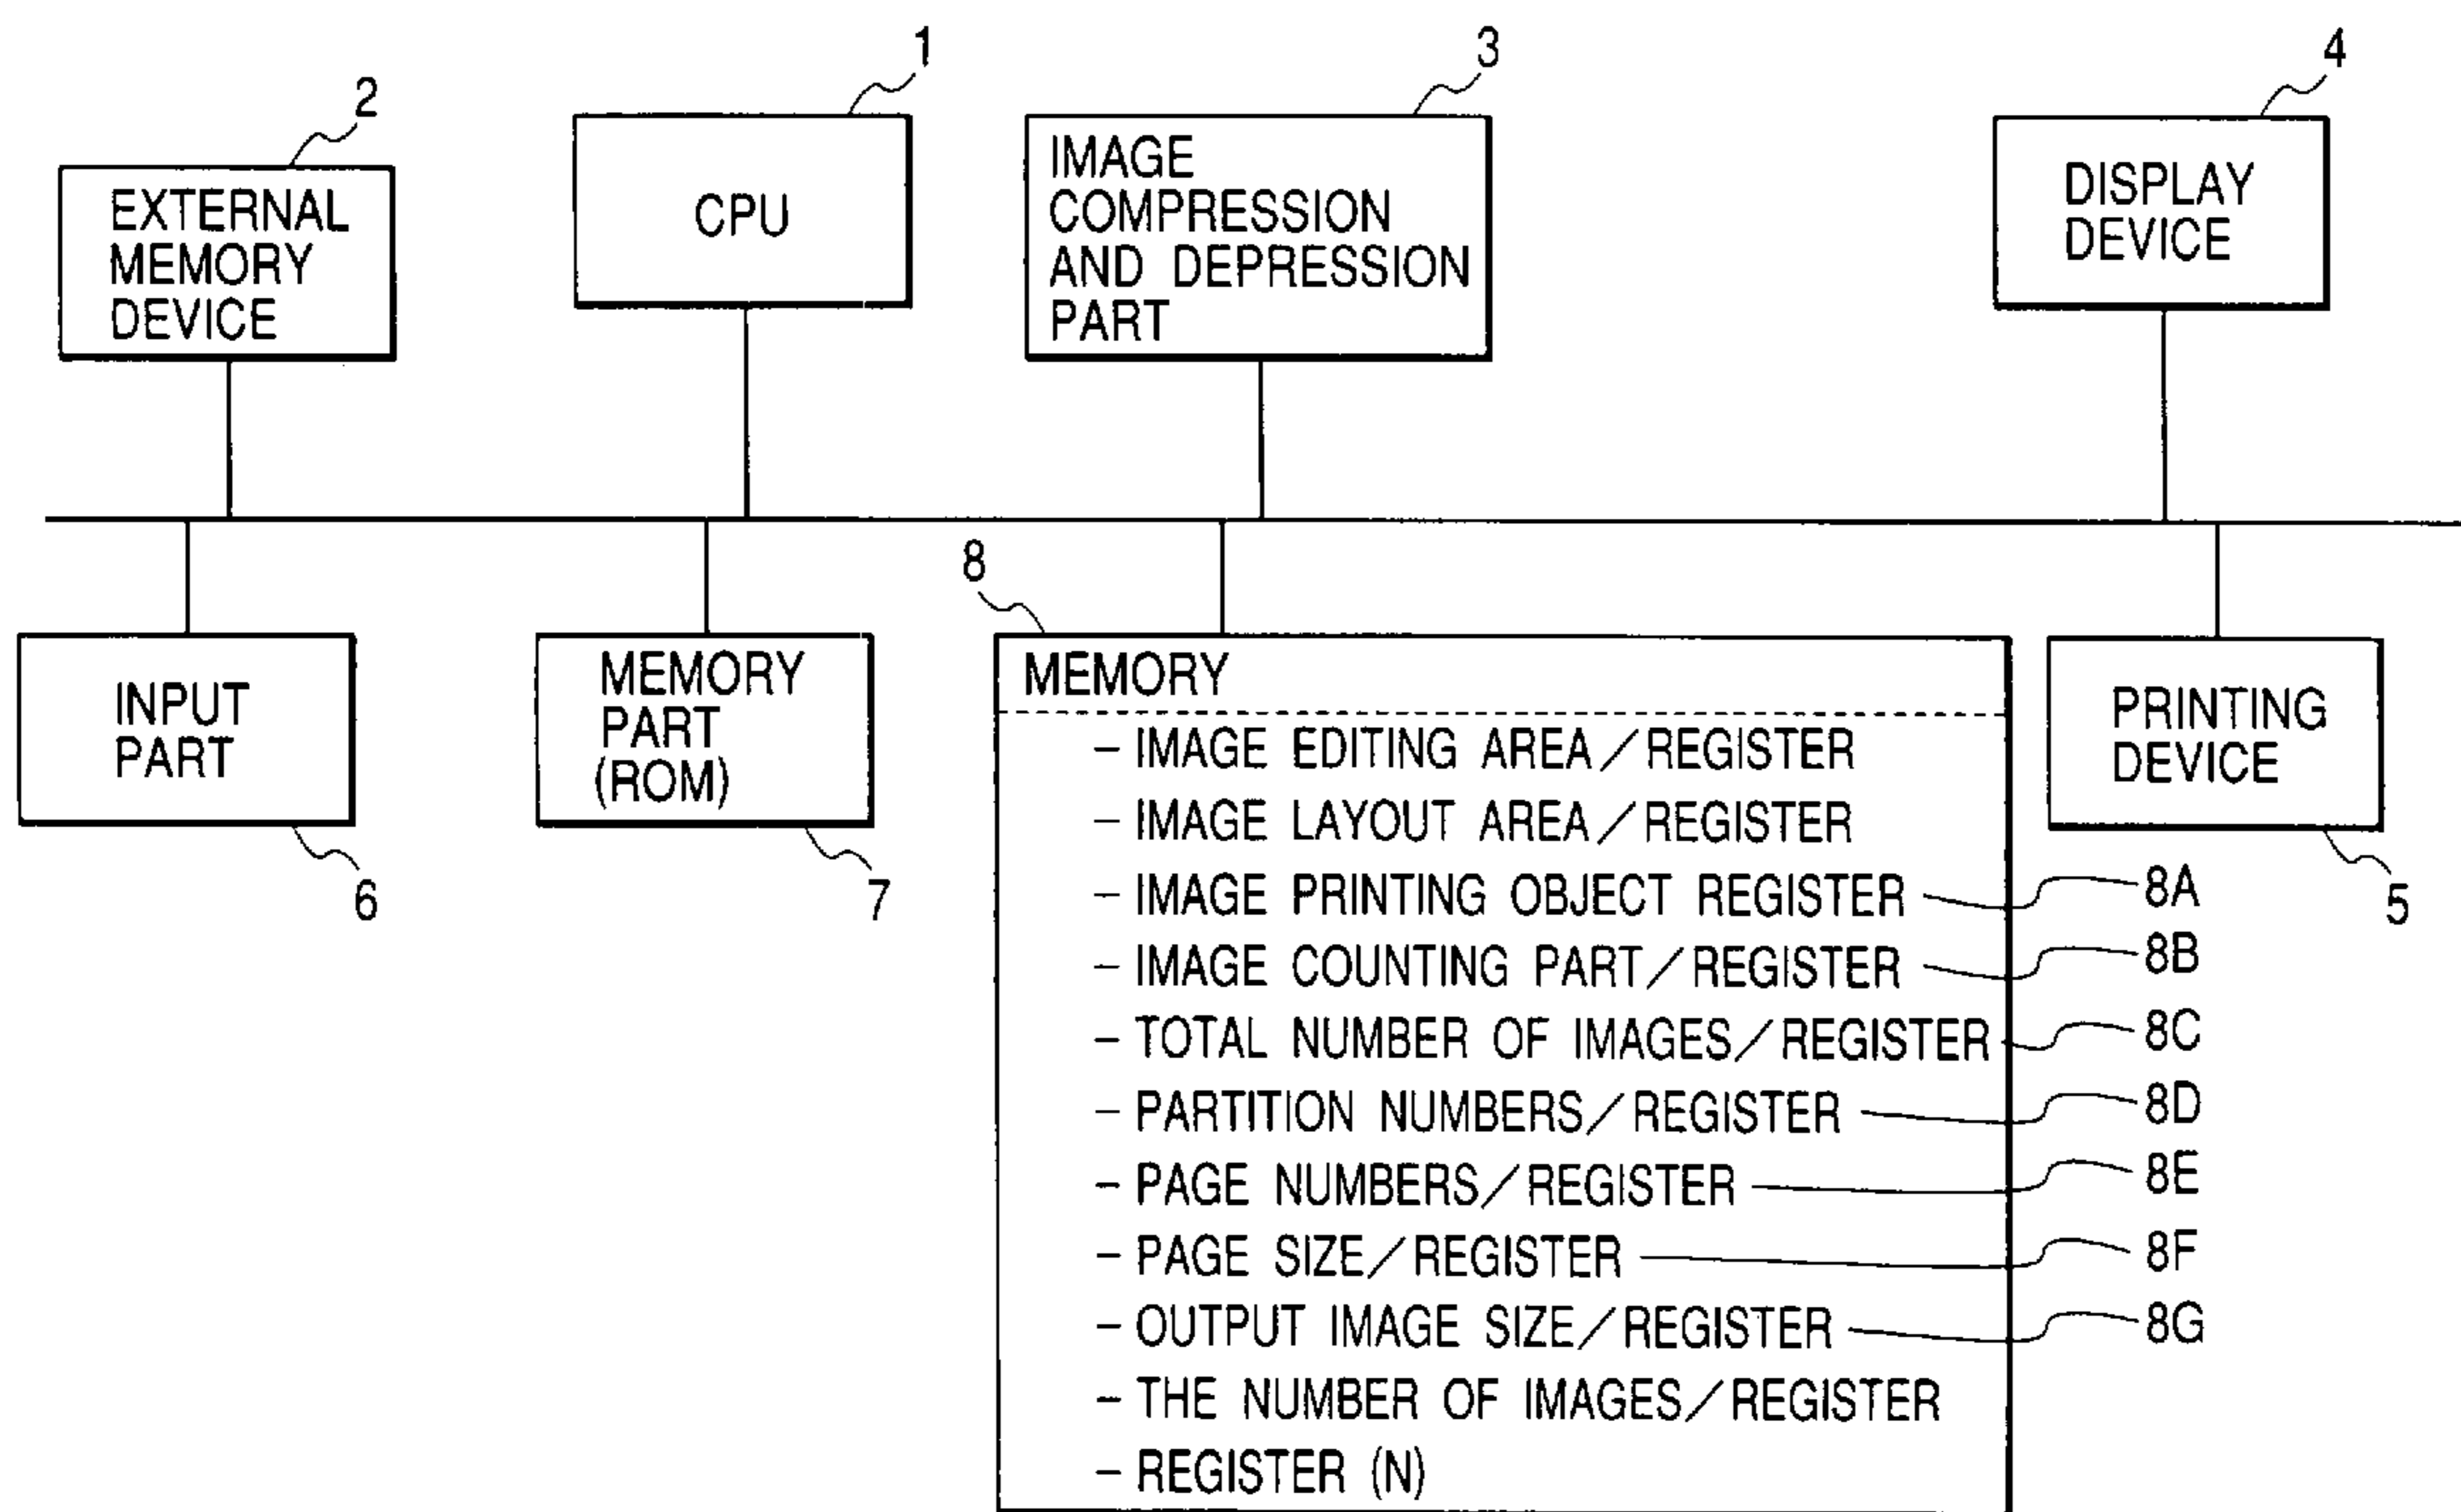 1
3
4
2
EXTERNAL
MEMORY
DEVICE
CPU
IMAGE
COMPRESSION
AND DEPRESSION
PART
DISPLAY
DEVICE
8
INPUT
PART
6
MEMORY
PART
(ROM)
7
MEMORY
– IMAGE EDITING AREA/REGISTER
– IMAGE LAYOUT AREA/REGISTER
– IMAGE PRINTING OBJECT REGISTER 8A
– IMAGE COUNTING PART/REGISTER 8B
– TOTAL NUMBER OF IMAGES/REGISTER 8C
– PARTITION NUMBERS/REGISTER 8D
– PAGE NUMBERS/REGISTER 8E
– PAGE SIZE/REGISTER 8F
– OUTPUT IMAGE SIZE/REGISTER 8G
– THE NUMBER OF IMAGES/REGISTER
– REGISTER (N)
PRINTING
DEVICE
5